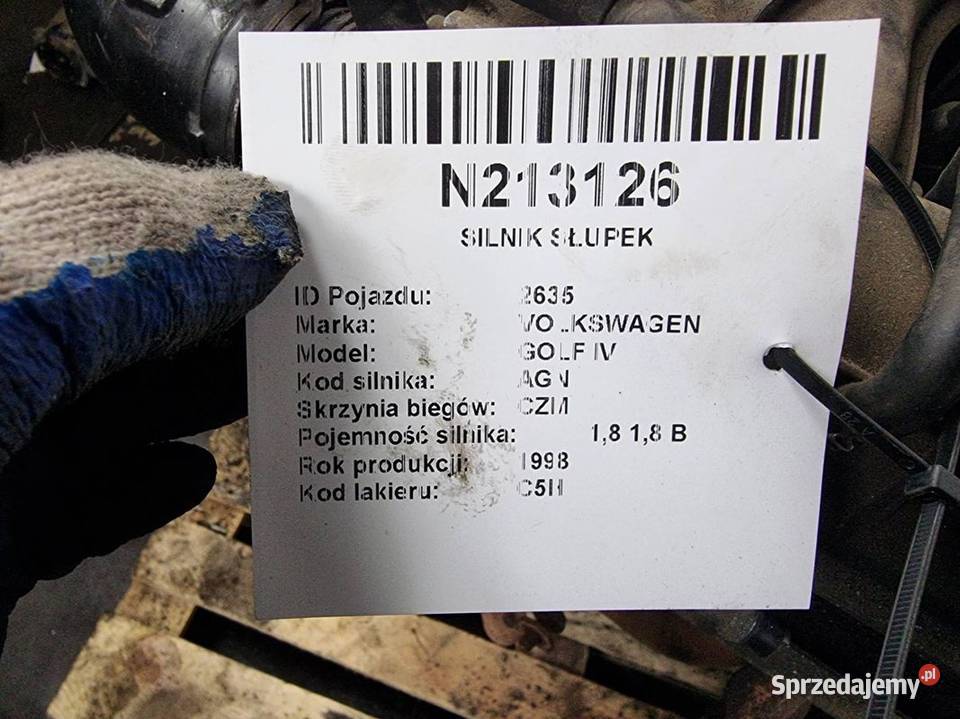 N213126
SILNIK SŁUPEK
ID Pojazdu: 2635
Marka: VOLKSWAGEN
Model: GOLF IV
Kod silnika: AGN
Skrzynia biegów: CZM
Pojemność silnika: 1,8 1,8 B
Rok produkcji: 1998
Kod lakieru: C5H
Sprzedajemy.pl